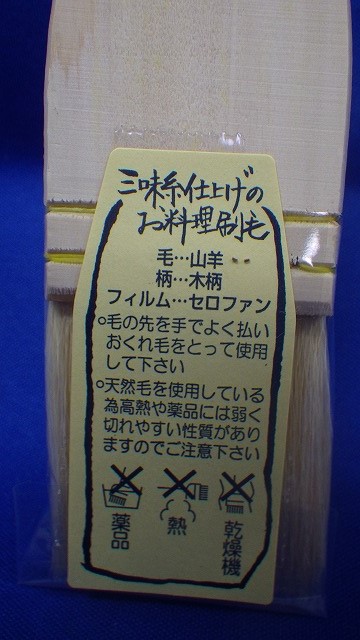 三味糸仕上げの
お料理刷毛
毛…山羊
柄…木柄
フィルム…セロファン
○毛の先を手でよく払い
おくれ毛をとって使用
して下さい
○天然毛を使用している
為高熱や薬品には弱く
切れやすい性質があり
ますのでご注意下さい
薬品
熱
乾燥機